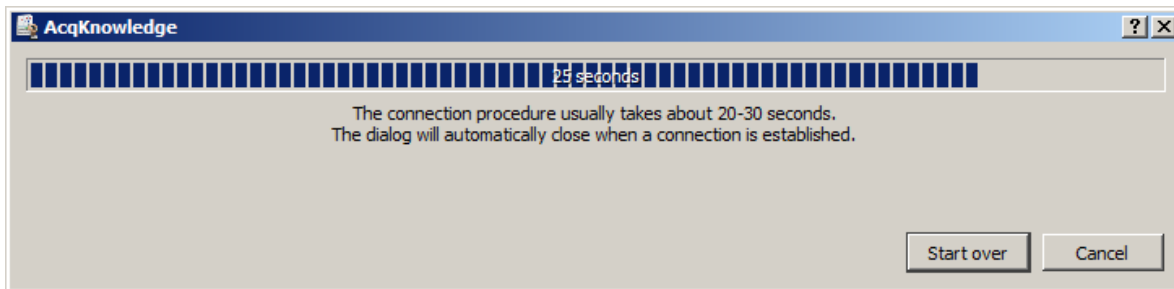 AcqKnowledge
25 seconds
The connection procedure usually takes about 20-30 seconds.
The dialog will automatically close when a connection is established.
Start over Cancel